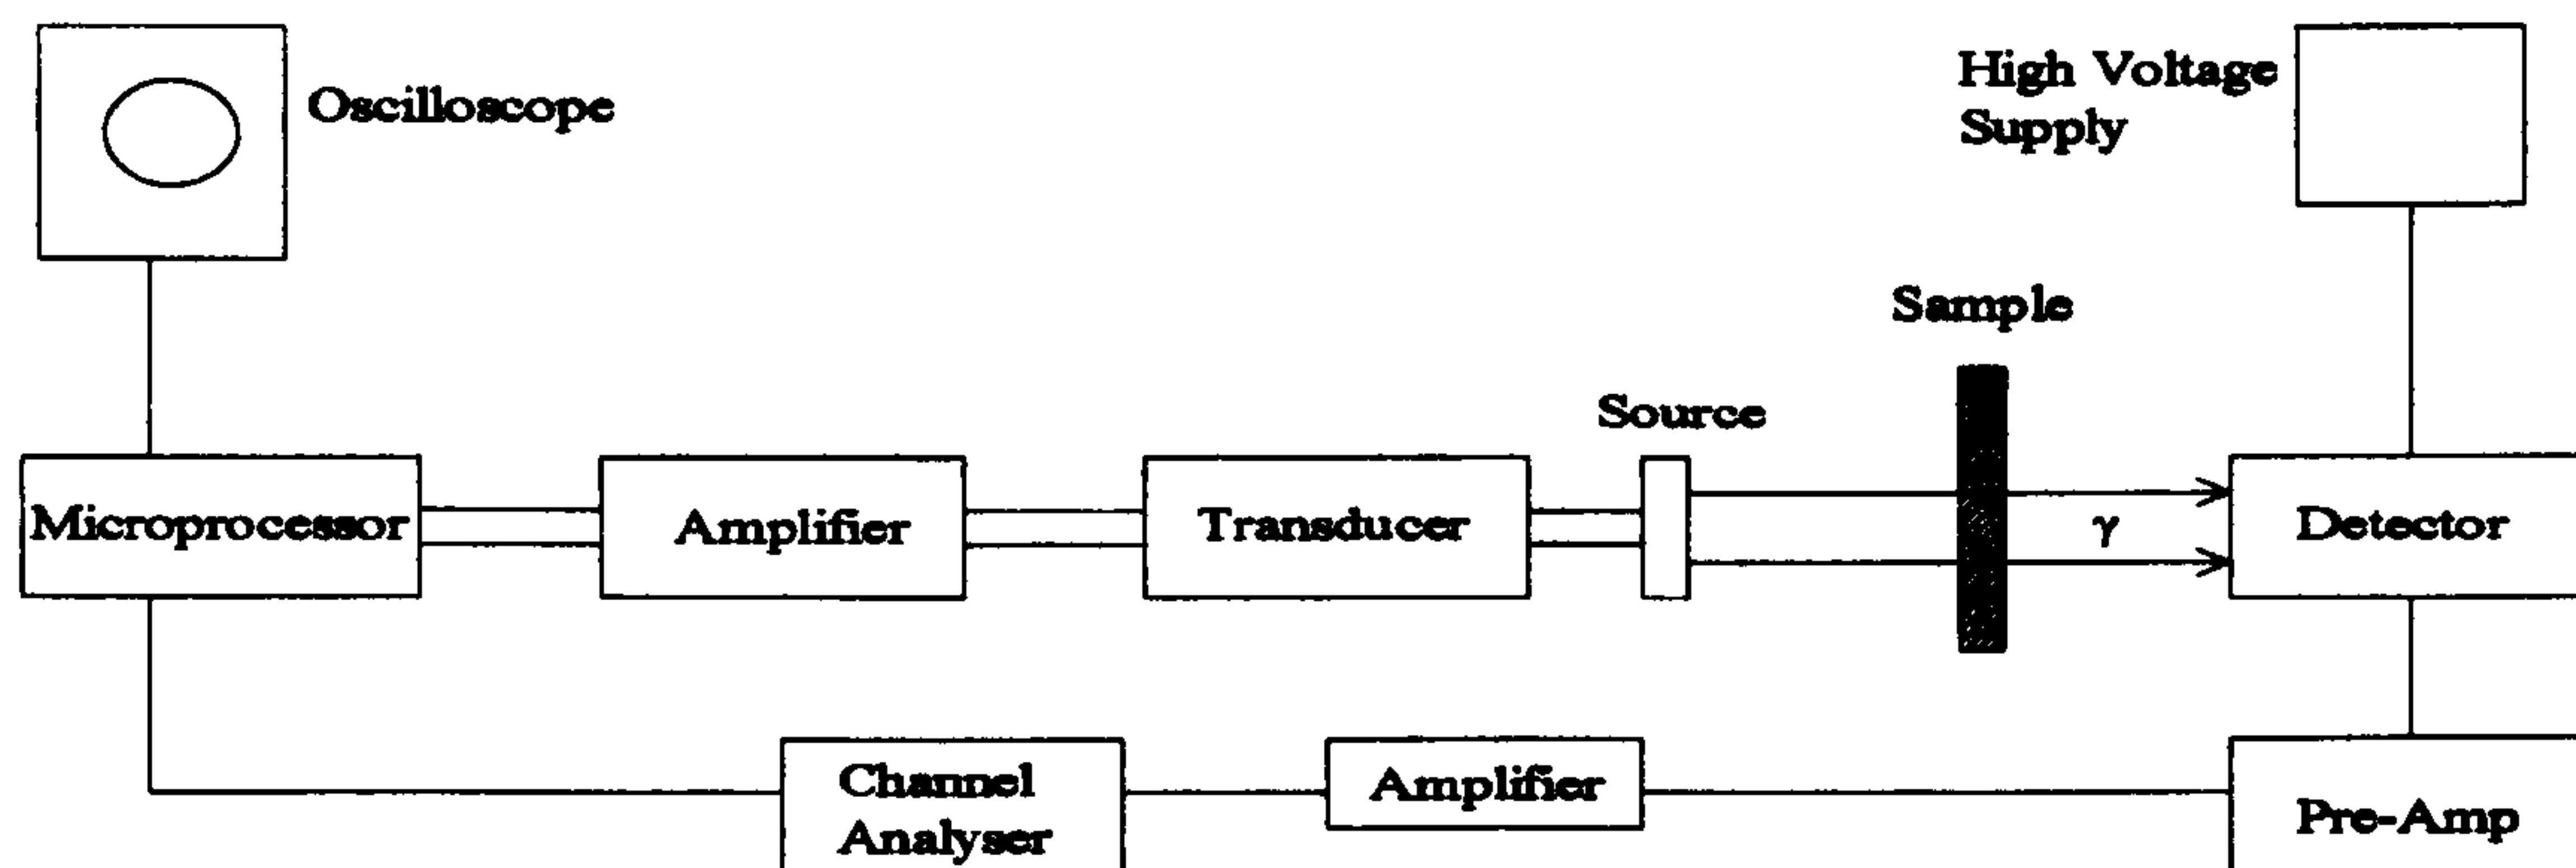 Oscilloscope
High Voltage
Supply
Sample
Source
Microprocessor
Amplifier
Transducer
γ
Detector
Channel
Analyser
Amplifier
Pre-Amp